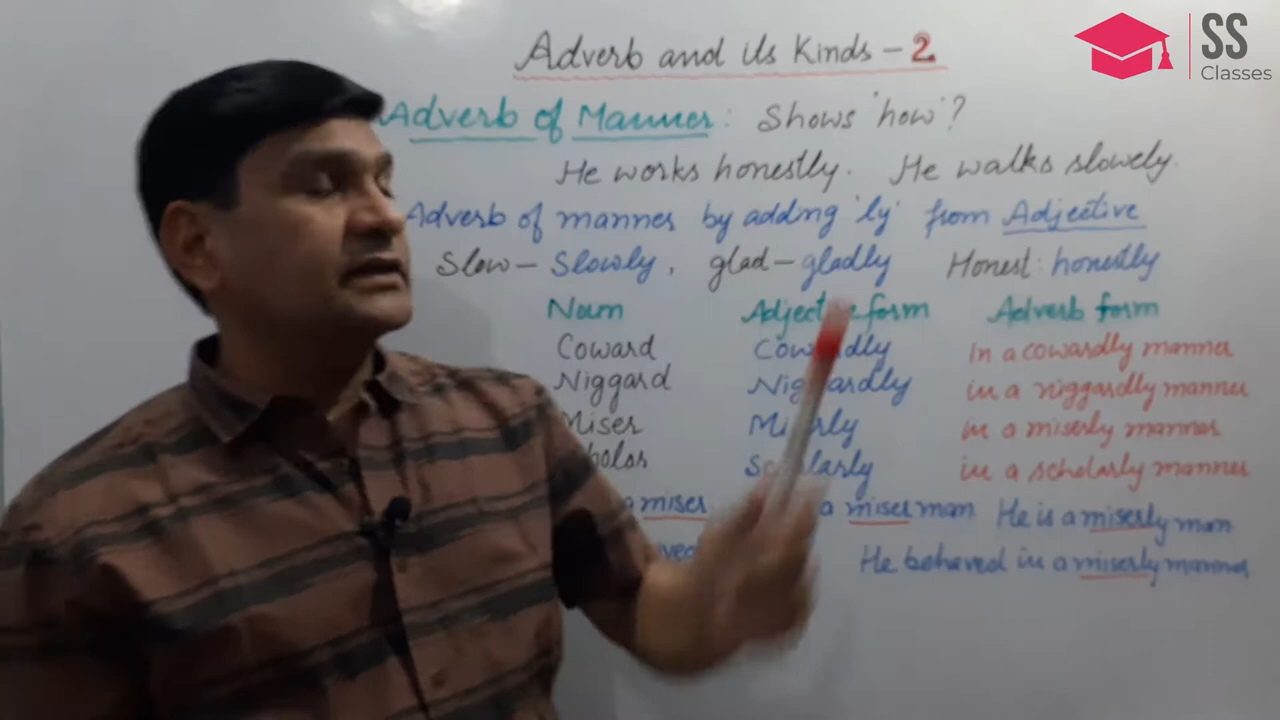 SS
Classes
Adverb and its Kinds - 2
Adverb of Manner: Shows 'how'?
He works honestly. He walks slowely.
Adverb of manner by adding 'ly' from Adjective
Slow - Slowly, glad - gladly Honest: honestly
Noun Adjective form Adverb form
Coward Cowardly In a cowardly manner
Niggard Niggardly in a niggardly manner
Miser Miserly in a miserly manner
Scholarly in a scholarly manner
a miser. a miser man He is a miserly man
He behaved in a miserly manner